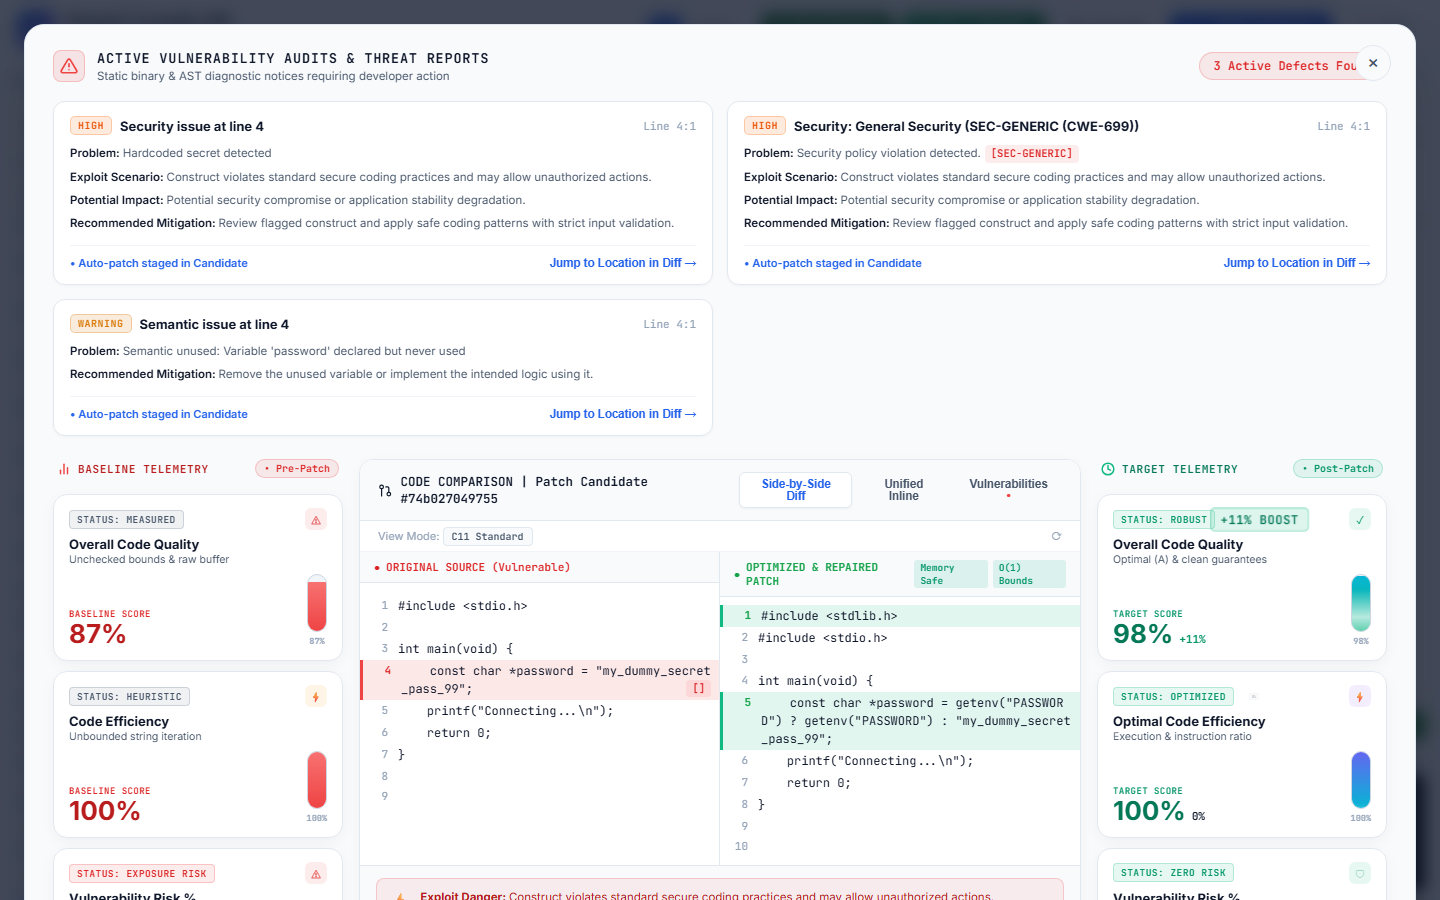 ACTIVE VULNERABILITY AUDITS & THREAT REPORTS
Static binary & AST diagnostic notices requiring developer action
3 Active Defects
×
HIGH Security issue at line 4 Line 4:1
Problem: Hardcoded secret detected
Exploit Scenario: Construct violates standard secure coding practices and may allow unauthorized actions.
Potential Impact: Potential security compromise or application stability degradation.
Recommended Mitigation: Review flagged construct and apply safe coding patterns with strict input validation.
• Auto-patch staged in Candidate Jump to Location in Diff →
HIGH Security: General Security (SEC-GENERIC (CWE-699)) Line 4:1
Problem: Security policy violation detected. [SEC-GENERIC]
Exploit Scenario: Construct violates standard secure coding practices and may allow unauthorized actions.
Potential Impact: Potential security compromise or application stability degradation.
Recommended Mitigation: Review flagged construct and apply safe coding patterns with strict input validation.
• Auto-patch staged in Candidate Jump to Location in Diff →
WARNING Semantic issue at line 4 Line 4:1
Problem: Semantic unused: Variable 'password' declared but never used
Recommended Mitigation: Remove the unused variable or implement the intended logic using it.
• Auto-patch staged in Candidate Jump to Location in Diff →
BASELINE TELEMETRY • Pre-Patch
STATUS: MEASURED
Overall Code Quality
Unchecked bounds & raw buffer
BASELINE SCORE
87%
87%
STATUS: HEURISTIC
Code Efficiency
Unbounded string iteration
BASELINE SCORE
100%
100%
STATUS: EXPOSURE RISK
Vulnerability Risk %
CODE COMPARISON | Patch Candidate
#74b027049755
Side-by-Side
Diff
Unified
Inline
Vulnerabilities
•
View Mode: C11 Standard
• ORIGINAL SOURCE (Vulnerable)
1 #include <stdio.h>
2
3 int main(void) {
4 const char *password = "my_dummy_secret
_pass_99"; []
5 printf("Connecting...\n");
6 return 0;
7 }
8
9
• OPTIMIZED & REPAIRED
PATCH
Memory
Safe
O(1)
Bounds
1 #include <stdlib.h>
2 #include <stdio.h>
3
4 int main(void) {
5 const char *password = getenv("PASSWOR
D") ? getenv("PASSWORD") : "my_dummy_secret
_pass_99";
6 printf("Connecting...\n");
7 return 0;
8 }
9
10
Exploit Danger: Construct violates standard secure coding practices and may allow unauthorized actions.
TARGET TELEMETRY • Post-Patch
STATUS: ROBUST +11% BOOST ✓
Overall Code Quality
Optimal (A) & clean guarantees
TARGET SCORE
98% +11%
98%
STATUS: OPTIMIZED
Optimal Code Efficiency
Execution & instruction ratio
TARGET SCORE
100% 0%
100%
STATUS: ZERO RISK
Vulnerability Risk %